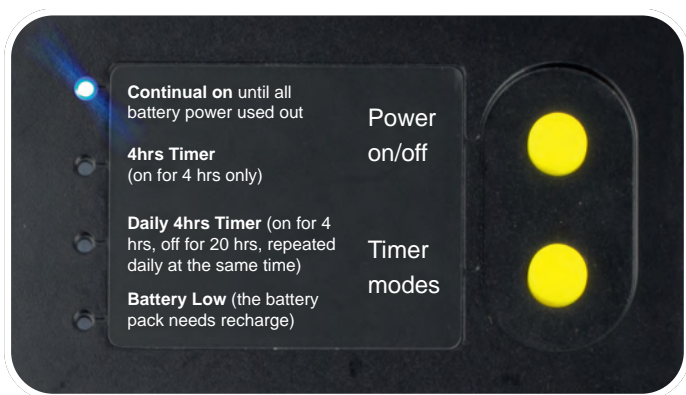 Continual on until all
battery power used out
Power
on/off
4hrs Timer
(on for 4 hrs only)
Daily 4hrs Timer (on for 4
hrs, off for 20 hrs, repeated
daily at the same time)
Timer
modes
Battery Low (the battery
pack needs recharge)